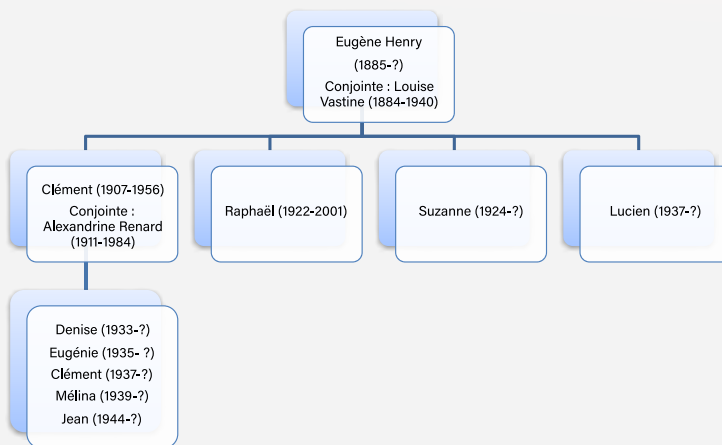 Eugène Henry
(1885-?)
Conjointe : Louise
Vastine (1884-1940)
Clément (1907-1956)
Conjointe :
Alexandrine Renard
(1911-1984)
Raphaël (1922-2001)
Suzanne (1924-?)
Lucien (1937-?)
Denise (1933-?)
Eugénie (1935- ?)
Clément (1937-?)
Mélina (1939-?)
Jean (1944-?)